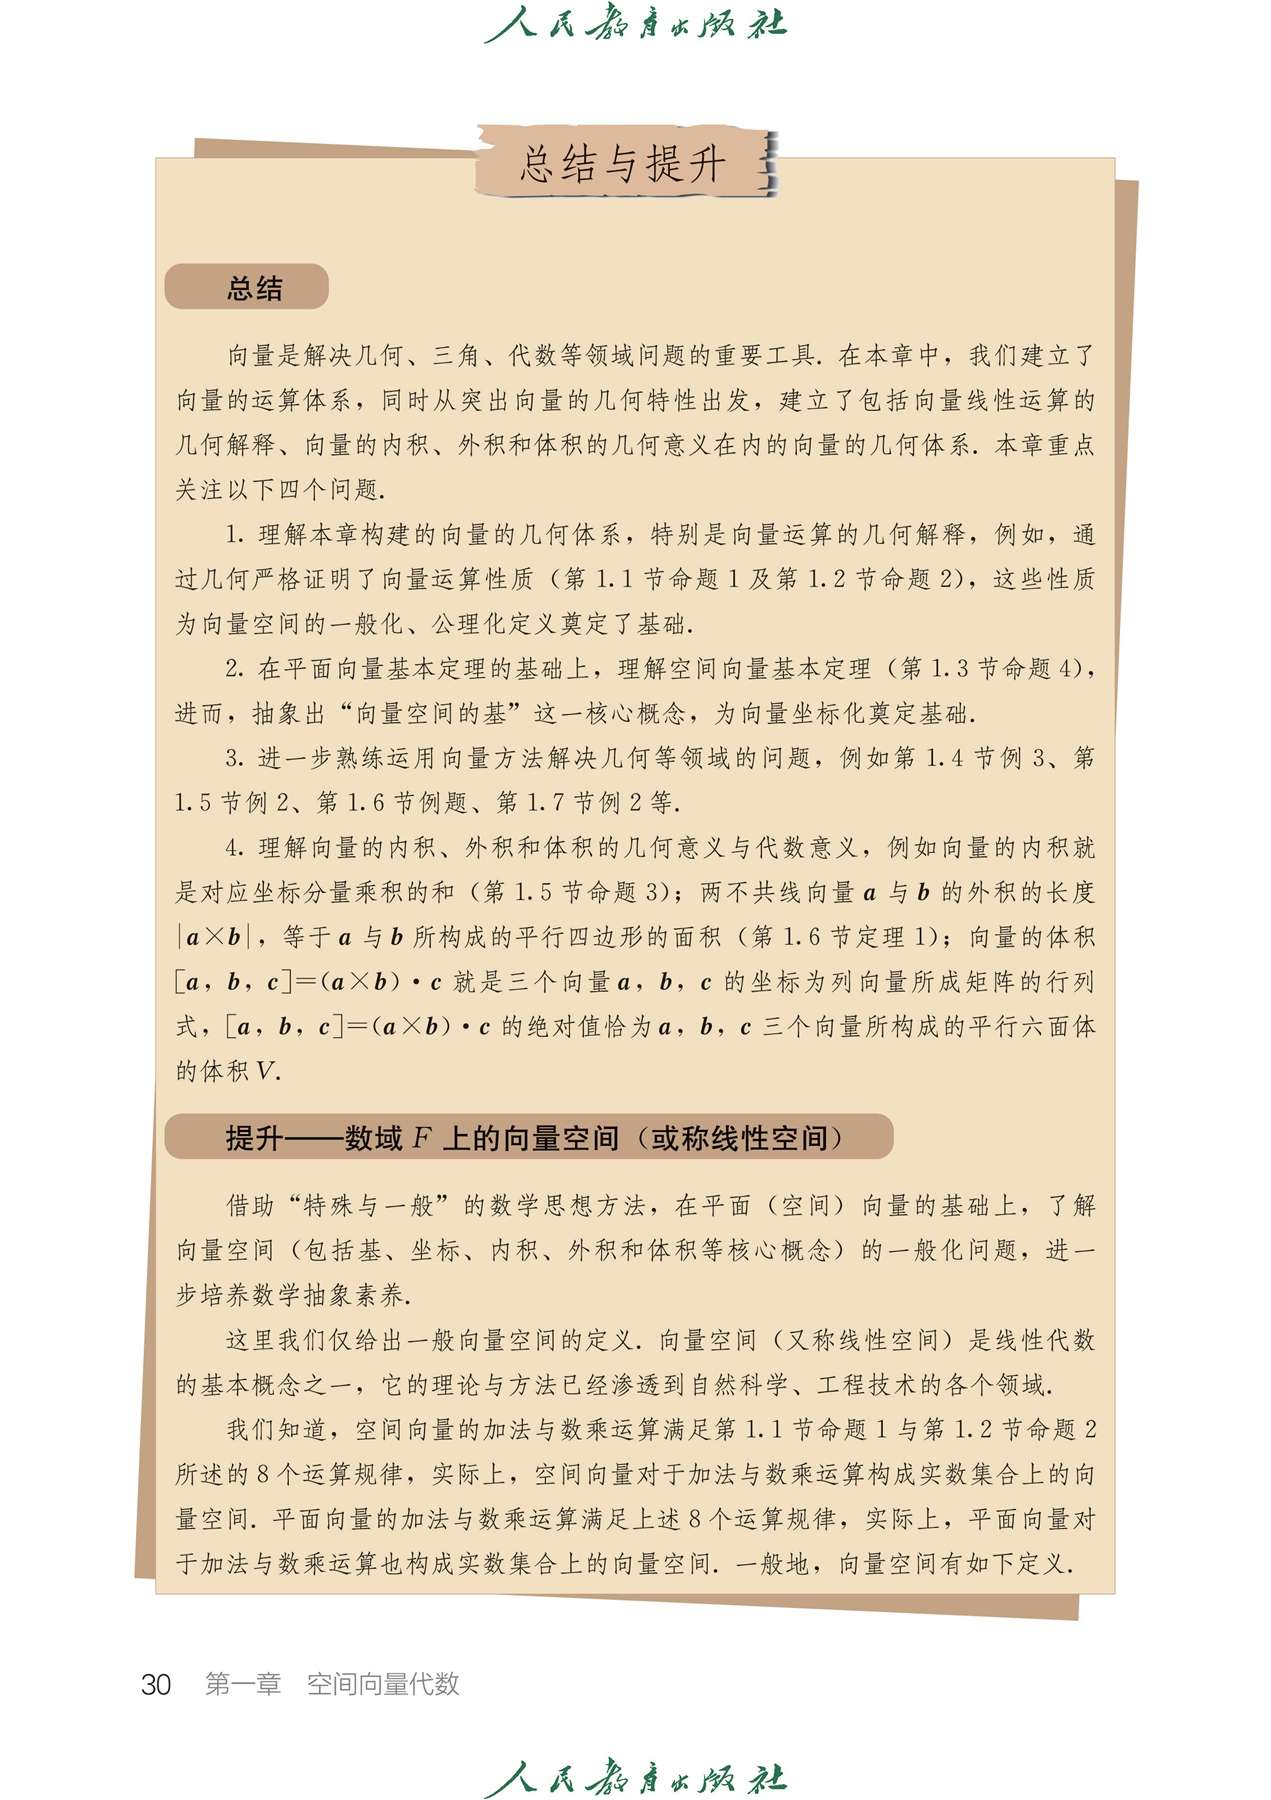 人民教育出版社
总结与提升
总结
向量是解决几何、三角、代数等领域问题的重要工具. 在本章中，我们建立了
向量的运算体系，同时从突出向量的几何特性出发，建立了包括向量线性运算的
几何解释、向量的内积、外积和体积的几何意义在内的向量的几何体系. 本章重点
关注以下四个问题.
1. 理解本章构建的向量的几何体系，特别是向量运算的几何解释，例如，通
过几何严格证明了向量运算性质（第 1.1 节命题 1 及第 1.2 节命题 2），这些性质
为向量空间的一般化、公理化定义奠定了基础.
2. 在平面向量基本定理的基础上，理解空间向量基本定理（第 1.3 节命题 4），
进而，抽象出“向量空间的基”这一核心概念，为向量坐标化奠定基础.
3. 进一步熟练运用向量方法解决几何等领域的问题，例如第 1.4 节例 3、第
1.5 节例 2、第 1.6 节例题、第 1.7 节例 2 等.
4. 理解向量的内积、外积和体积的几何意义与代数意义，例如向量的内积就
是对应坐标分量乘积的和（第 1.5 节命题 3）；两不共线向量 a 与 b 的外积的长度
|a×b|，等于 a 与 b 所构成的平行四边形的面积（第 1.6 节定理 1）；向量的体积
[a，b，c]=(a×b)·c 就是三个向量 a，b，c 的坐标为列向量所成矩阵的行列
式，[a，b，c]=(a×b)·c 的绝对值恰为 a，b，c 三个向量所构成的平行六面体
的体积 V.
提升——数域 F 上的向量空间（或称线性空间）
借助“特殊与一般”的数学思想方法，在平面（空间）向量的基础上，了解
向量空间（包括基、坐标、内积、外积和体积等核心概念）的一般化问题，进一
步培养数学抽象素养.
这里我们仅给出一般向量空间的定义. 向量空间（又称线性空间）是线性代数
的基本概念之一，它的理论与方法已经渗透到自然科学、工程技术的各个领域.
我们知道，空间向量的加法与数乘运算满足第 1.1 节命题 1 与第 1.2 节命题 2
所述的 8 个运算规律，实际上，空间向量对于加法与数乘运算构成实数集合上的向
量空间. 平面向量的加法与数乘运算满足上述 8 个运算规律，实际上，平面向量对
于加法与数乘运算也构成实数集合上的向量空间. 一般地，向量空间有如下定义.
30 第一章 空间向量代数
人民教育出版社